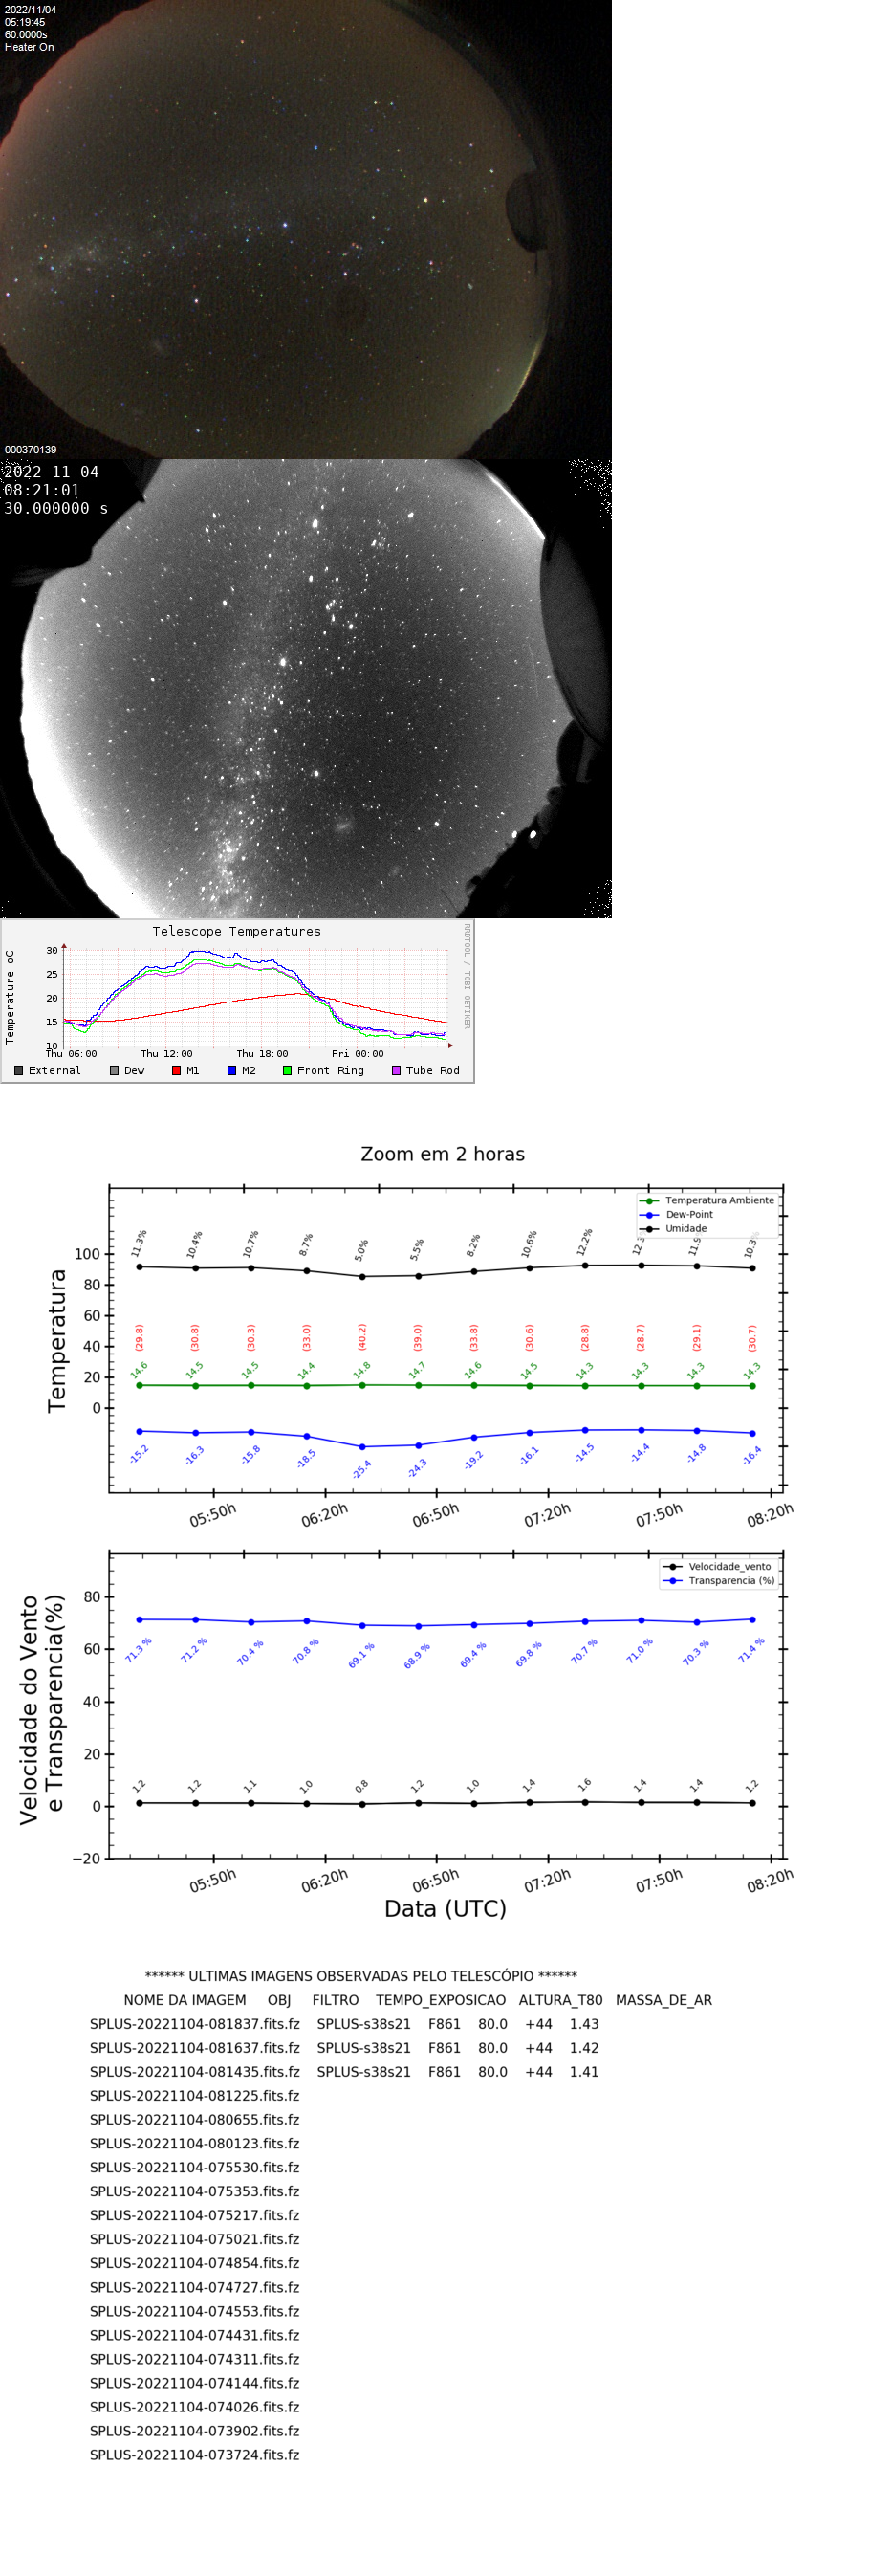 2022/11/04
05:19:45
60.0000s
Heater On
000370139
2022-11-04
08:21:01
30.000000 s
Telescope Temperatures
RRDTOOL / TOBI OETIKER
Temperature oC
30
25
20
15
10
Thu 06:00 Thu 12:00 Thu 18:00 Fri 00:00
External Dew M1 M2 Front Ring Tube Rod
Zoom em 2 horas
Temperatura Ambiente
Dew-Point
Umidade
Temperatura
100
80
60
40
20
0
11.3% 10.4% 10.7% 8.7% 5.0% 5.5% 8.2% 10.6% 12.2% 12.3 11.9 10.3%
(29.8) (30.8) (30.3) (33.0) (40.2) (39.0) (33.8) (30.6) (28.8) (28.7) (29.1) (30.7)
14.6 14.5 14.5 14.4 14.8 14.7 14.6 14.5 14.3 14.3 14.3 14.3
-15.2 -16.3 -15.8 -18.5 -25.4 -24.3 -19.2 -16.1 -14.5 -14.4 -14.8 -16.4
05:50h 06:20h 06:50h 07:20h 07:50h 08:20h
Velocidade_vento
Transparencia (%)
Velocidade do Vento
e Transparencia(%)
80
60
40
20
0
−20
71.3 % 71.2 % 70.4 % 70.8 % 69.1 % 68.9 % 69.4 % 69.8 % 70.7 % 71.0 % 70.3 % 71.4 %
1.2 1.2 1.1 1.0 0.8 1.2 1.0 1.4 1.6 1.4 1.4 1.2
05:50h 06:20h 06:50h 07:20h 07:50h 08:20h
Data (UTC)
****** ULTIMAS IMAGENS OBSERVADAS PELO TELESCÓPIO ******
NOME DA IMAGEM OBJ FILTRO TEMPO_EXPOSICAO ALTURA_T80 MASSA_DE_AR
SPLUS-20221104-081837.fits.fz SPLUS-s38s21 F861 80.0 +44 1.43
SPLUS-20221104-081637.fits.fz SPLUS-s38s21 F861 80.0 +44 1.42
SPLUS-20221104-081435.fits.fz SPLUS-s38s21 F861 80.0 +44 1.41
SPLUS-20221104-081225.fits.fz
SPLUS-20221104-080655.fits.fz
SPLUS-20221104-080123.fits.fz
SPLUS-20221104-075530.fits.fz
SPLUS-20221104-075353.fits.fz
SPLUS-20221104-075217.fits.fz
SPLUS-20221104-075021.fits.fz
SPLUS-20221104-074854.fits.fz
SPLUS-20221104-074727.fits.fz
SPLUS-20221104-074553.fits.fz
SPLUS-20221104-074431.fits.fz
SPLUS-20221104-074311.fits.fz
SPLUS-20221104-074144.fits.fz
SPLUS-20221104-074026.fits.fz
SPLUS-20221104-073902.fits.fz
SPLUS-20221104-073724.fits.fz